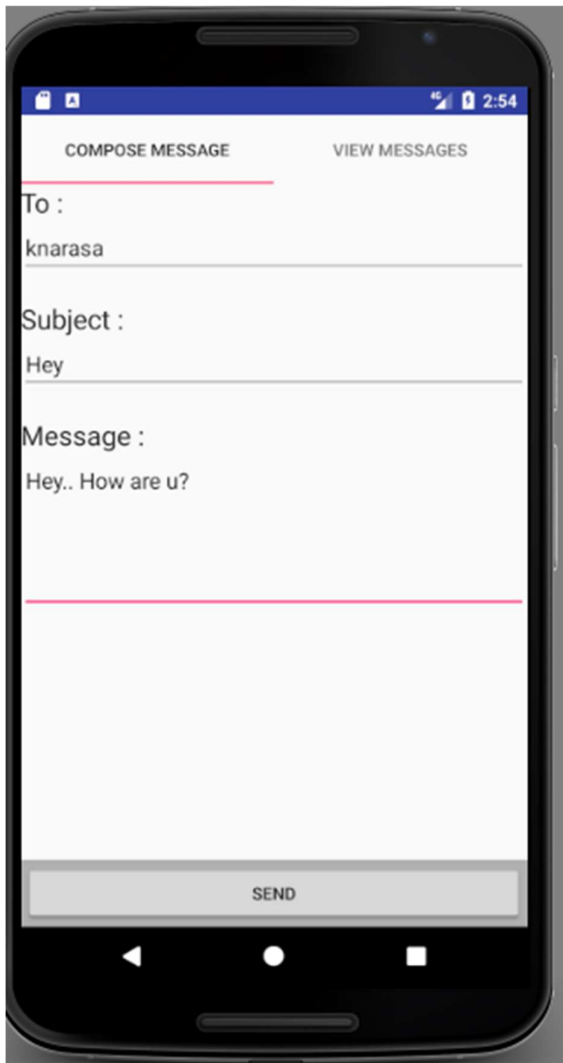 4G 2:54
COMPOSE MESSAGE VIEW MESSAGES
To :
knarasa
Subject :
Hey
Message :
Hey.. How are u?
SEND